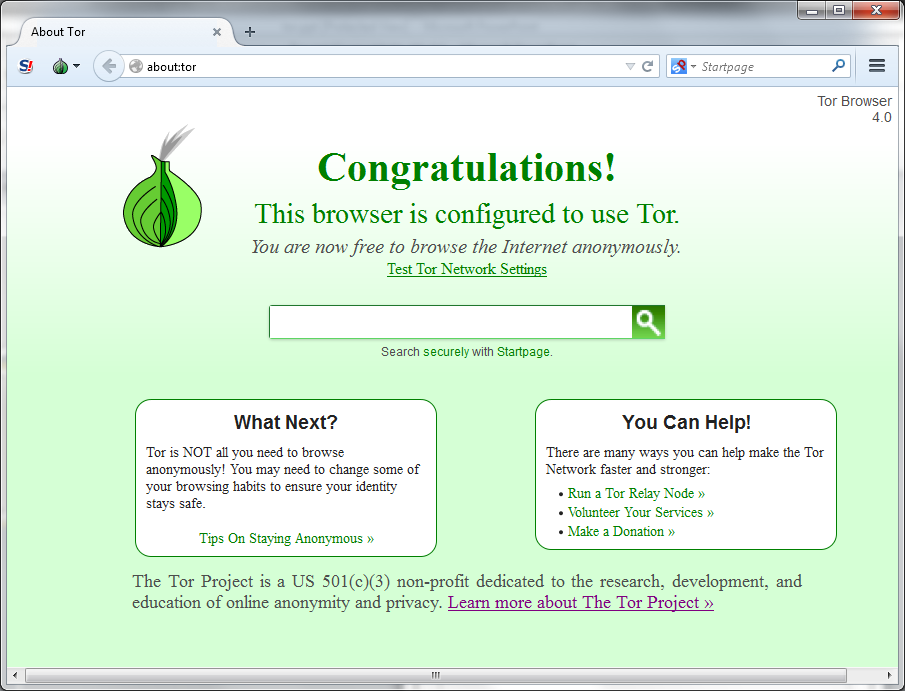 About Tor
S!
about:tor
Startpage
Tor Browser
4.0
Congratulations!
This browser is configured to use Tor.
You are now free to browse the Internet anonymously.
Test Tor Network Settings
Search securely with Startpage.
What Next?
Tor is NOT all you need to browse
anonymously! You may need to change some of
your browsing habits to ensure your identity
stays safe.
Tips On Staying Anonymous »
You Can Help!
There are many ways you can help make the Tor
Network faster and stronger:
• Run a Tor Relay Node »
• Volunteer Your Services »
• Make a Donation »
The Tor Project is a US 501(c)(3) non-profit dedicated to the research, development, and
education of online anonymity and privacy. Learn more about The Tor Project »